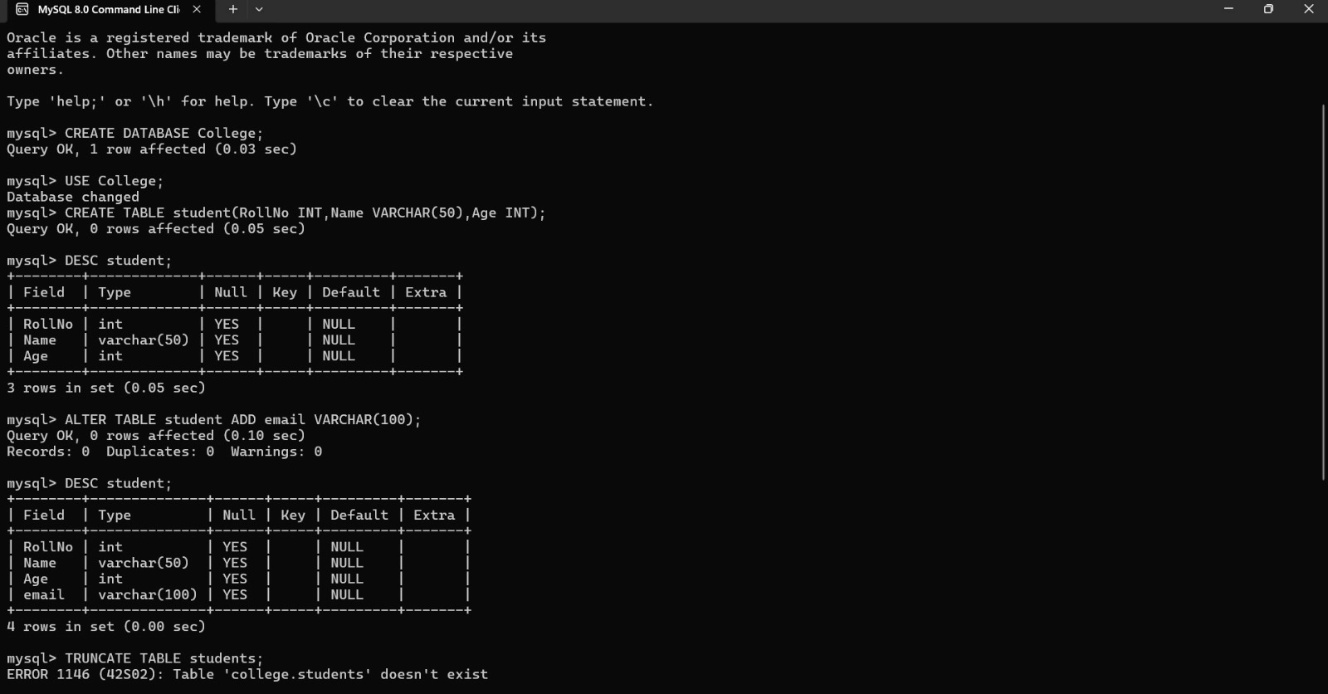 MySQL 8.0 Command Line Cli
Oracle is a registered trademark of Oracle Corporation and/or its
affiliates. Other names may be trademarks of their respective
owners.
Type 'help;' or '\h' for help. Type '\c' to clear the current input statement.
mysql> CREATE DATABASE College;
Query OK, 1 row affected (0.03 sec)
mysql> USE College;
Database changed
mysql> CREATE TABLE student(RollNo INT,Name VARCHAR(50),Age INT);
Query OK, 0 rows affected (0.05 sec)
mysql> DESC student;
+--------+-------------+------+-----+---------+-------+
| Field  | Type        | Null | Key | Default | Extra |
+--------+-------------+------+-----+---------+-------+
| RollNo | int         | YES  |     | NULL    |       |
| Name   | varchar(50) | YES  |     | NULL    |       |
| Age    | int         | YES  |     | NULL    |       |
+--------+-------------+------+-----+---------+-------+
3 rows in set (0.05 sec)
mysql> ALTER TABLE student ADD email VARCHAR(100);
Query OK, 0 rows affected (0.10 sec)
Records: 0  Duplicates: 0  Warnings: 0
mysql> DESC student;
+--------+--------------+------+-----+---------+-------+
| Field  | Type         | Null | Key | Default | Extra |
+--------+--------------+------+-----+---------+-------+
| RollNo | int          | YES  |     | NULL    |       |
| Name   | varchar(50)  | YES  |     | NULL    |       |
| Age    | int          | YES  |     | NULL    |       |
| email  | varchar(100) | YES  |     | NULL    |       |
+--------+--------------+------+-----+---------+-------+
4 rows in set (0.00 sec)
mysql> TRUNCATE TABLE students;
ERROR 1146 (42S02): Table 'college.students' doesn't exist